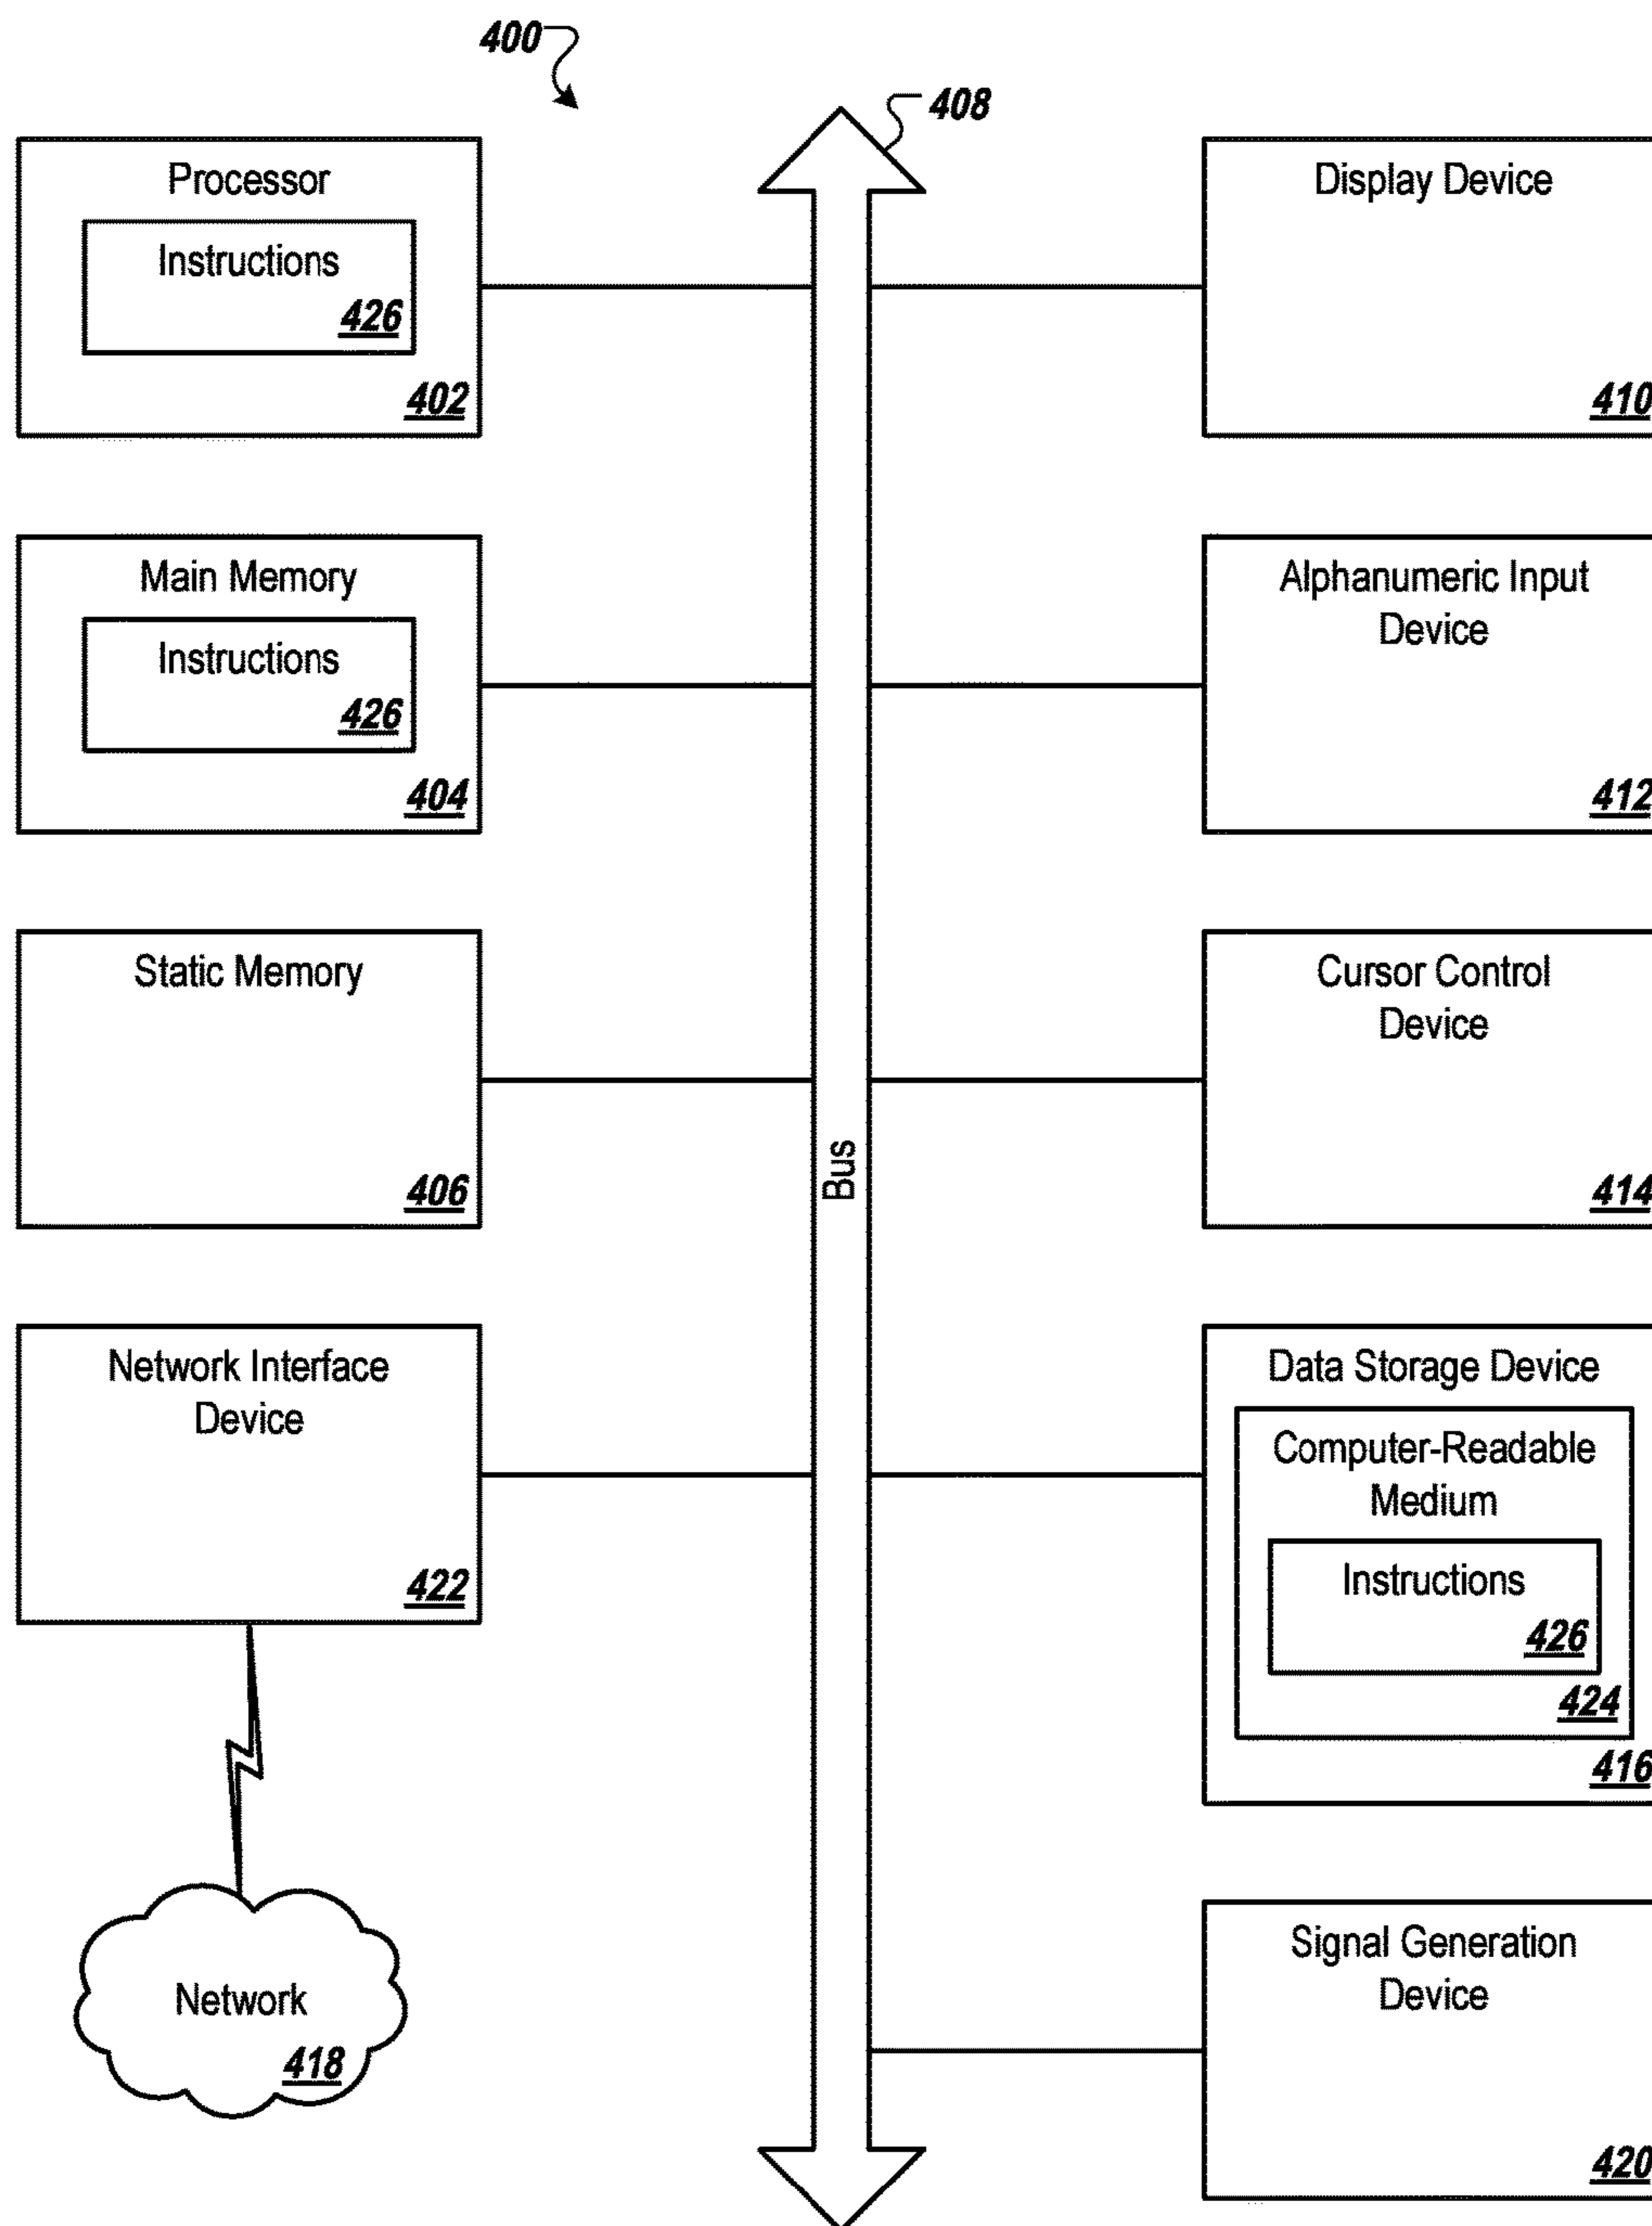 400
408
Processor
Instructions
426
402
Display Device
410
Main Memory
Instructions
426
404
Alphanumeric Input
Device
412
Static Memory
406
Cursor Control
Device
414
Bus
Network Interface
Device
422
Data Storage Device
Computer-Readable
Medium
Instructions
426
424
416
Network
418
Signal Generation
Device
420